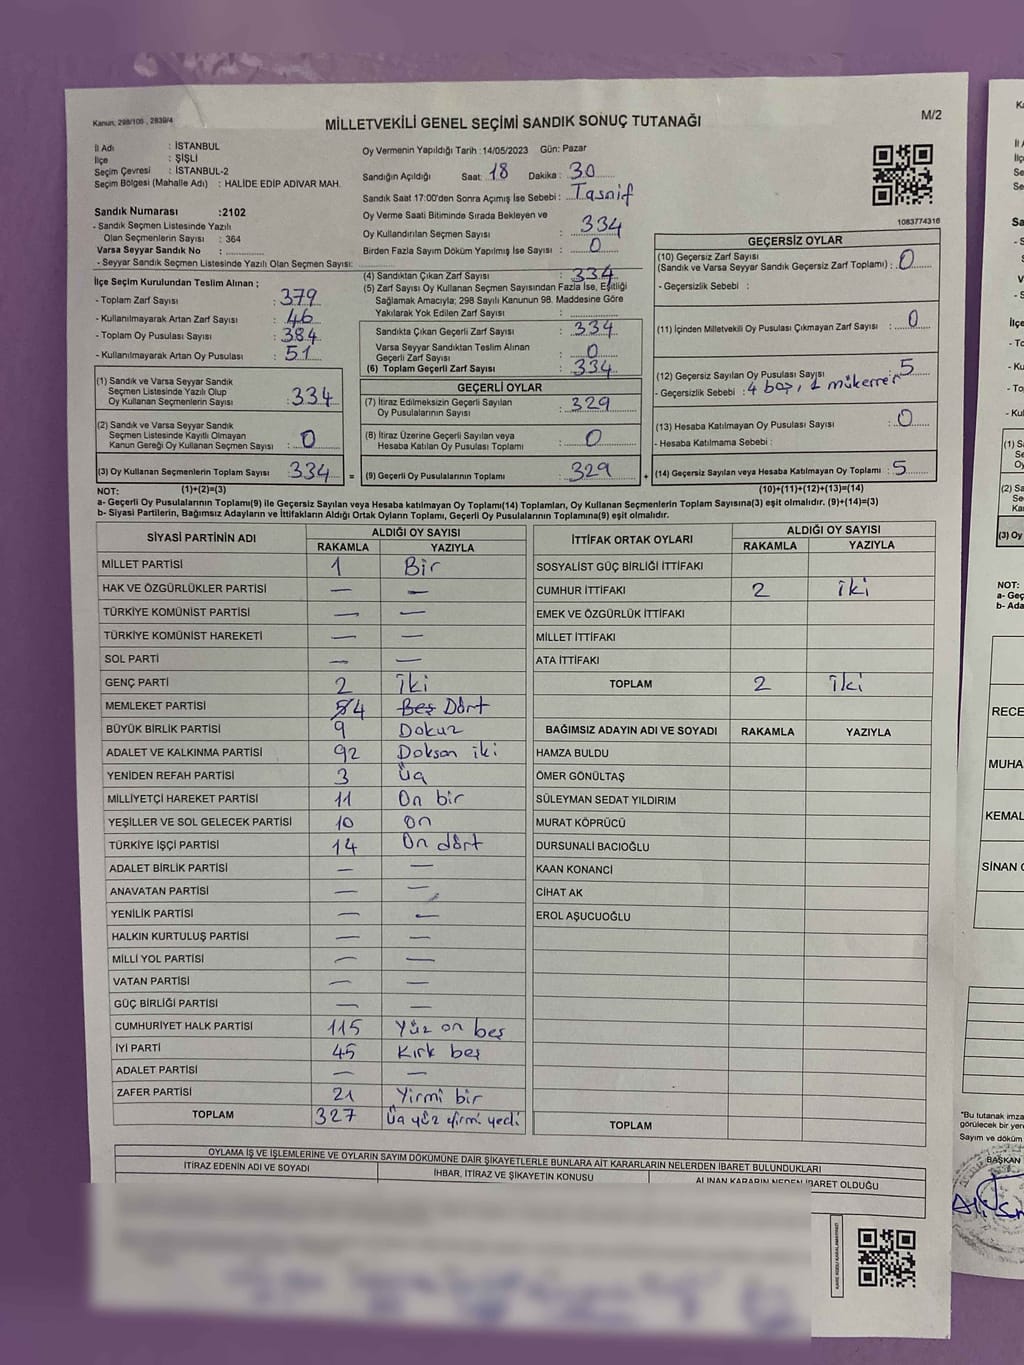 Kanun; 298/105 , 2839/4
MİLLETVEKİLİ GENEL SEÇİMİ SANDIK SONUÇ TUTANAĞI
M/2
İl Adı : İSTANBUL
İlçe : ŞİŞLİ
Seçim Çevresi : İSTANBUL-2
Seçim Bölgesi (Mahalle Adı) : HALİDE EDİP ADIVAR MAH.
Sandık Numarası :2102
- Sandık Seçmen Listesinde Yazılı
Olan Seçmenlerin Sayısı : 364
Varsa Seyyar Sandık No :
- Seyyar Sandık Seçmen Listesinde Yazılı Olan Seçmen Sayısı:
Oy Vermenin Yapıldığı Tarih :14/05/2023 Gün: Pazar
Sandığın Açıldığı Saat: 18 Dakika : 30
Sandık Saat 17:00'den Sonra Açımış İse Sebebi : Tasnif
Oy Verme Saati Bitiminde Sırada Bekleyen ve
Oy Kullandırılan Seçmen Sayısı : 334
Birden Fazla Sayım Döküm Yapılmış İse Sayısı : 0
1083774316
İlçe Seçim Kurulundan Teslim Alınan ;
- Toplam Zarf Sayısı : 379
- Kullanılmayarak Artan Zarf Sayısı : 46
- Toplam Oy Pusulası Sayısı : 384
- Kullanılmayarak Artan Oy Pusulası : 51
(1) Sandık ve Varsa Seyyar Sandık
Seçmen Listesinde Yazılı Olup
Oy Kullanan Seçmenlerin Sayısı : 334
(2) Sandık ve Varsa Seyyar Sandık
Seçmen Listesinde Kayıtlı Olmayan
Kanun Gereği Oy Kullanan Seçmen Sayısı : 0
(3) Oy Kullanan Seçmenlerin Toplam Sayısı 334 =
(4) Sandıktan Çıkan Zarf Sayısı : 334
(5) Zarf Sayısı Oy Kullanan Seçmen Sayısından Fazla İse, Eşitliği
Sağlamak Amacıyla; 298 Sayılı Kanunun 98. Maddesine Göre
Yakılarak Yok Edilen Zarf Sayısı :
Sandıkta Çıkan Geçerli Zarf Sayısı : 334
Varsa Seyyar Sandıktan Teslim Alınan
Geçerli Zarf Sayısı : 0
(6) Toplam Geçerli Zarf Sayısı : 334
GEÇERLİ OYLAR
(7) İtiraz Edilmeksizin Geçerli Sayılan
Oy Pusulalarının Sayısı : 329
(8) İtiraz Üzerine Geçerli Sayılan veya
Hesaba Katılan Oy Pusulası Toplamı : 0
(9) Geçerli Oy Pusulalarının Toplamı : 329 +
GEÇERSİZ OYLAR
(10) Geçersiz Zarf Sayısı
(Sandık ve Varsa Seyyar Sandık Geçersiz Zarf Toplamı) : 0
- Geçersizlik Sebebi :
(11) İçinden Milletvekili Oy Pusulası Çıkmayan Zarf Sayısı : 0
(12) Geçersiz Sayılan Oy Pusulası Sayısı : 5
- Geçersizlik Sebebi : 4 boş, 1 mükerrer
(13) Hesaba Katılmayan Oy Pusulası Sayısı : 0
- Hesaba Katılmama Sebebi :
(14) Geçersiz Sayılan veya Hesaba Katılmayan Oy Toplamı : 5
NOT: (1)+(2)=(3) (10)+(11)+(12)+(13)=(14)
a- Geçerli Oy Pusulalarının Toplamı(9) ile Geçersiz Sayılan veya Hesaba katılmayan Oy Toplamı(14) Toplamları, Oy Kullanan Seçmenlerin Toplam Sayısına(3) eşit olmalıdır. (9)+(14)=(3)
b- Siyasi Partilerin, Bağımsız Adayların ve İttifakların Aldığı Ortak Oyların Toplamı, Geçerli Oy Pusulalarının Toplamına(9) eşit olmalıdır.
SİYASİ PARTİNİN ADI ALDIĞI OY SAYISI
RAKAMLA YAZIYLA
MİLLET PARTİSİ 1 Bir
HAK VE ÖZGÜRLÜKLER PARTİSİ — —
TÜRKİYE KOMÜNİST PARTİSİ — —
TÜRKİYE KOMÜNİST HAREKETİ — —
SOL PARTİ — —
GENÇ PARTİ 2 İki
MEMLEKET PARTİSİ 54 Beş Dört
BÜYÜK BİRLİK PARTİSİ 9 Dokuz
ADALET VE KALKINMA PARTİSİ 92 Doksan iki
YENİDEN REFAH PARTİSİ 3 Üç
MİLLİYETÇİ HAREKET PARTİSİ 11 On bir
YEŞİLLER VE SOL GELECEK PARTİSİ 10 on
TÜRKİYE İŞÇİ PARTİSİ 14 On dört
ADALET BİRLİK PARTİSİ — —
ANAVATAN PARTİSİ — —
YENİLİK PARTİSİ — —
HALKIN KURTULUŞ PARTİSİ — —
MİLLİ YOL PARTİSİ — —
VATAN PARTİSİ — —
GÜÇ BİRLİĞİ PARTİSİ — —
CUMHURİYET HALK PARTİSİ 115 Yüz on beş
İYİ PARTİ 45 Kırk beş
ADALET PARTİSİ — —
ZAFER PARTİSİ 21 Yirmi bir
TOPLAM 327 Üç yüz yirmi yedi
İTTİFAK ORTAK OYLARI ALDIĞI OY SAYISI
RAKAMLA YAZIYLA
SOSYALİST GÜÇ BİRLİĞİ İTTİFAKI
CUMHUR İTTİFAKI 2 İki
EMEK VE ÖZGÜRLÜK İTTİFAKI
MİLLET İTTİFAKI
ATA İTTİFAKI
TOPLAM 2 İki
BAĞIMSIZ ADAYIN ADI VE SOYADI RAKAMLA YAZIYLA
HAMZA BULDU
ÖMER GÖNÜLTAŞ
SÜLEYMAN SEDAT YILDIRIM
MURAT KÖPRÜCÜ
DURSUNALİ BACIOĞLU
KAAN KONANCİ
CİHAT AK
EROL AŞUCUOĞLU
TOPLAM
OYLAMA İŞ VE İŞLEMLERİNE VE OYLARIN SAYIM DÖKÜMÜNE DAİR ŞİKAYETLERLE BUNLARA AİT KARARLARIN NELERDEN İBARET BULUNDUKLARI
İTİRAZ EDENİN ADI VE SOYADI İHBAR, İTİRAZ VE ŞİKAYETİN KONUSU ALINAN KARARIN NEDEN İBARET OLDUĞU
NOT:
a- Geç
b- Ada
RECE
MUHA
KEMAL
SİNAN
"Bu tutanak imza
görülecek bir yere
Sayım ve döküm
BAŞKAN